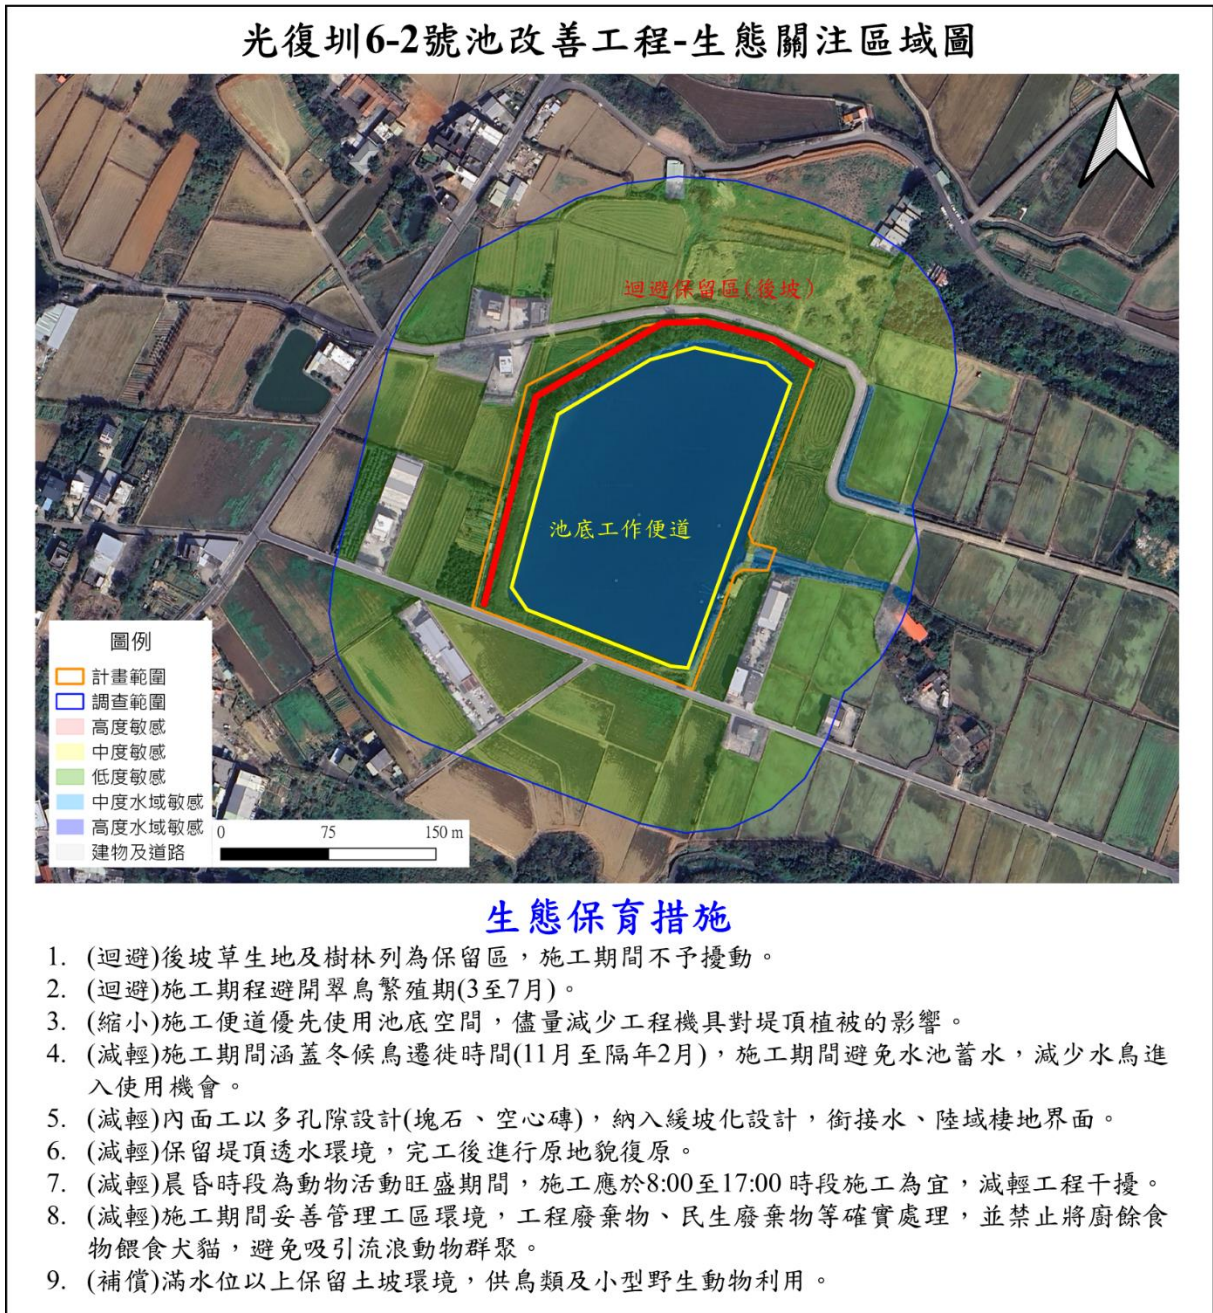 光復圳6-2號池改善工程-生態關注區域圖
迴避保留區(後坡)
池底工作便道
圖例
計畫範圍
調查範圍
高度敏感
中度敏感
低度敏感
中度水域敏感
高度水域敏感
建物及道路
0 75 150 m
生態保育措施
1. (迴避)後坡草生地及樹林列為保留區，施工期間不予擾動。
2. (迴避)施工期程避開翠鳥繁殖期(3至7月)。
3. (縮小)施工便道優先使用池底空間，儘量減少工程機具對堤頂植被的影響。
4. (減輕)施工期間涵蓋冬候鳥遷徙時間(11月至隔年2月)，施工期間避免水池蓄水，減少水鳥進
入使用機會。
5. (減輕)內面工以多孔隙設計(塊石、空心磚)，納入緩坡化設計，銜接水、陸域棲地界面。
6. (減輕)保留堤頂透水環境，完工後進行原地貌復原。
7. (減輕)晨昏時段為動物活動旺盛期間，施工應於8:00至17:00 時段施工為宜，減輕工程干擾。
8. (減輕)施工期間妥善管理工區環境，工程廢棄物、民生廢棄物等確實處理，並禁止將廚餘食
物餵食犬貓，避免吸引流浪動物群聚。
9. (補償)滿水位以上保留土坡環境，供鳥類及小型野生動物利用。